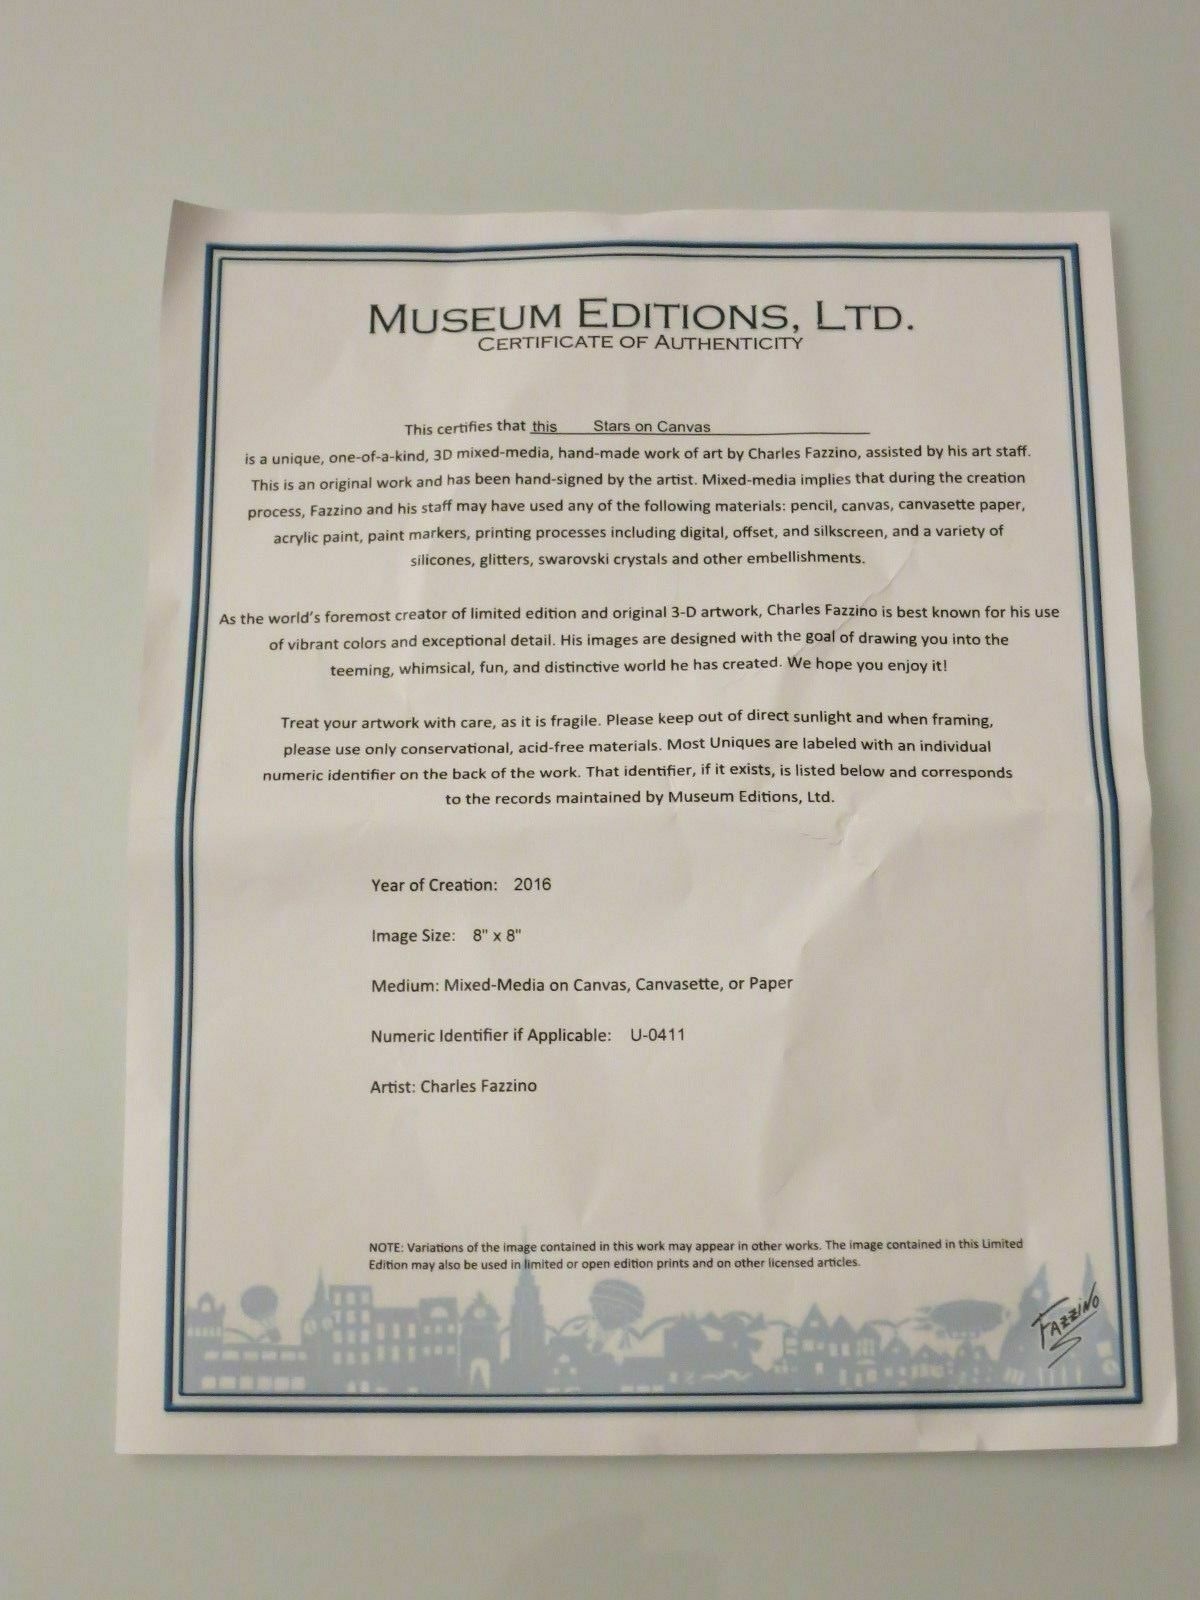 MUSEUM EDITIONS, LTD.
CERTIFICATE OF AUTHENTICITY
This certifies that this Stars on Canvas
is a unique, one-of-a-kind, 3D mixed-media, hand-made work of art by Charles Fazzino, assisted by his art staff.
This is an original work and has been hand-signed by the artist. Mixed-media implies that during the creation
process, Fazzino and his staff may have used any of the following materials: pencil, canvas, canvasette paper,
acrylic paint, paint markers, printing processes including digital, offset, and silkscreen, and a variety of
silicones, glitters, swarovski crystals and other embellishments.
As the world's foremost creator of limited edition and original 3-D artwork, Charles Fazzino is best known for his use
of vibrant colors and exceptional detail. His images are designed with the goal of drawing you into the
teeming, whimsical, fun, and distinctive world he has created. We hope you enjoy it!
Treat your artwork with care, as it is fragile. Please keep out of direct sunlight and when framing,
please use only conservational, acid-free materials. Most Uniques are labeled with an individual
numeric identifier on the back of the work. That identifier, if it exists, is listed below and corresponds
to the records maintained by Museum Editions, Ltd.
Year of Creation: 2016
Image Size: 8" x 8"
Medium: Mixed-Media on Canvas, Canvasette, or Paper
Numeric Identifier if Applicable: U-0411
Artist: Charles Fazzino
NOTE: Variations of the image contained in this work may appear in other works. The image contained in this Limited
Edition may also be used in limited or open edition prints and on other licensed articles.
FAZZINO